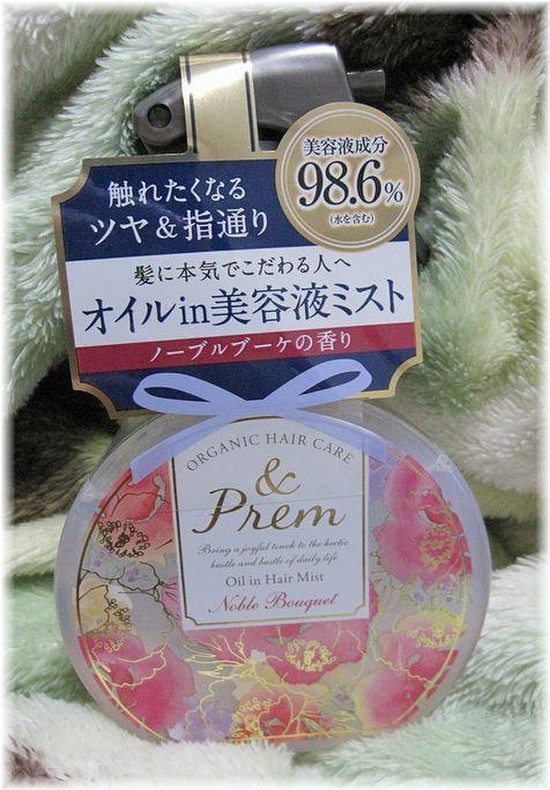 美容液成分
98.6%
(水を含む)
触れたくなる
ツヤ&指通り
髪に本気でこだわる人へ
オイルin美容液ミスト
ノーブルブーケの香り
ORGANIC HAIR CARE
& Prem
Bring a joyful touch to the hectic
hustle and bustle of daily life
Oil in Hair Mist
Noble Bouquet